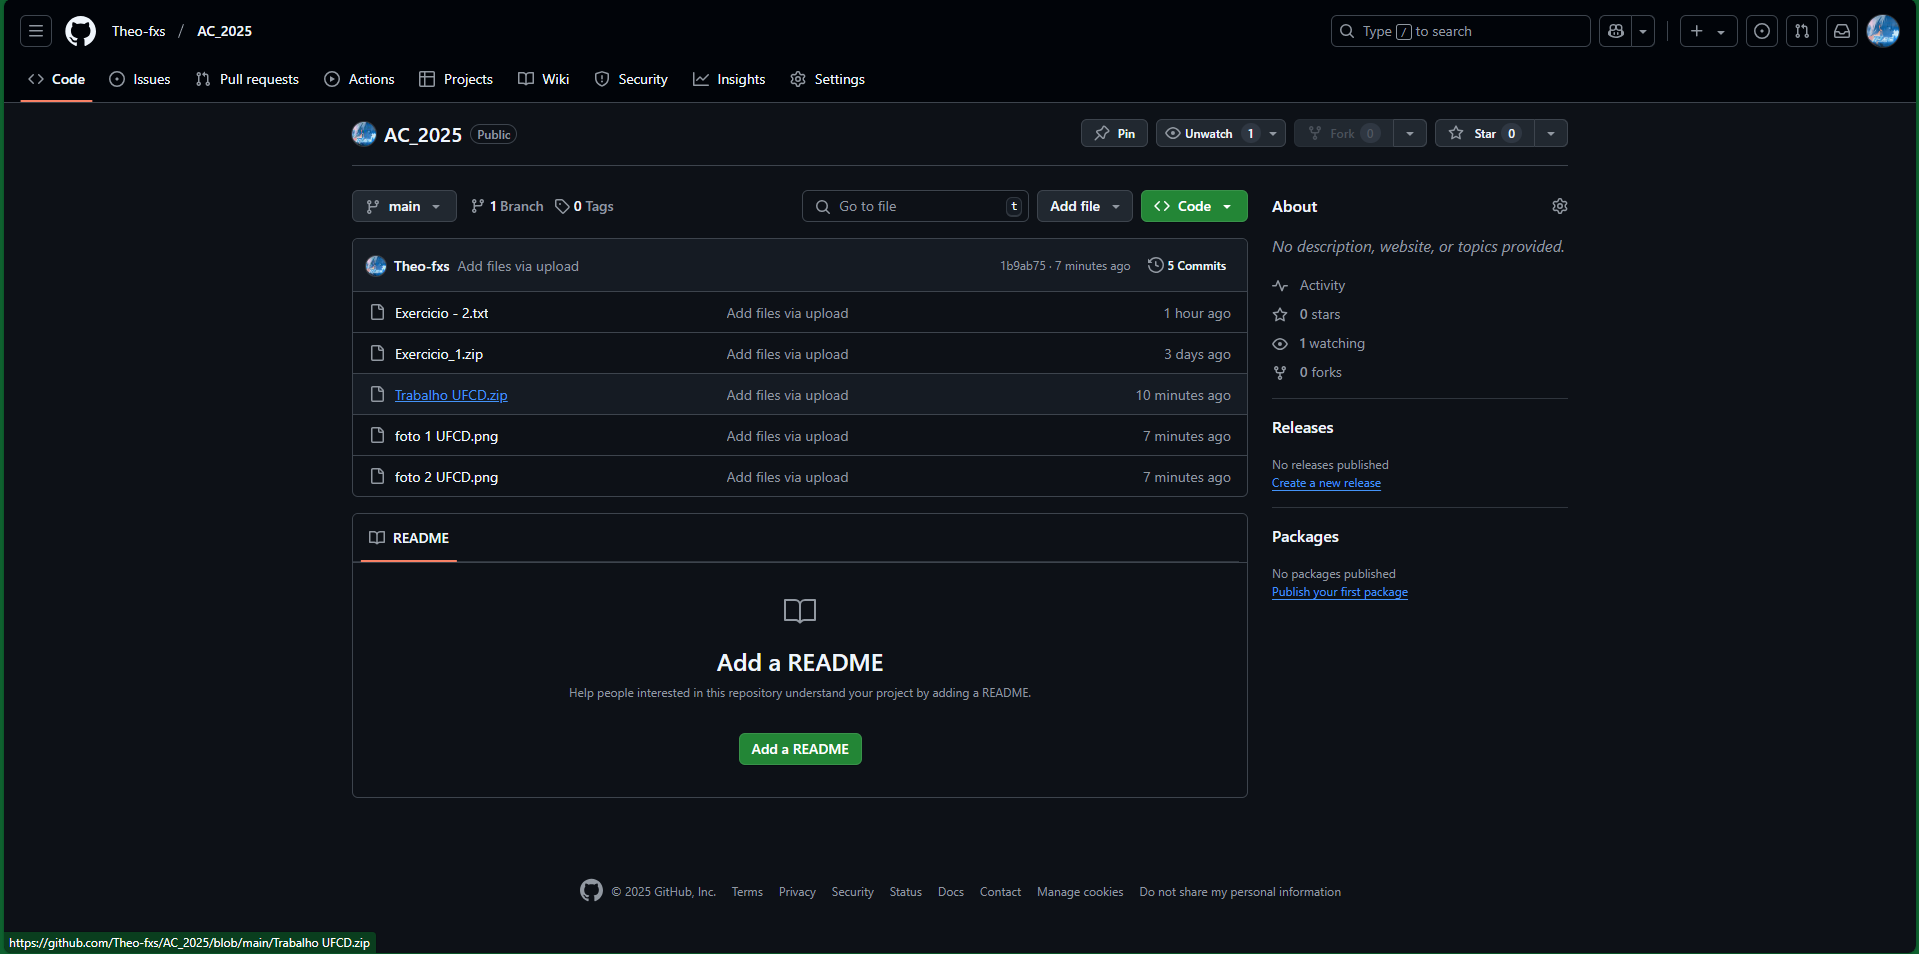 Theo-fxs / AC_2025
Type / to search
Code Issues Pull requests Actions Projects Wiki Security Insights Settings
AC_2025 Public
Pin Unwatch 1 Fork 0 Star 0
main 1 Branch 0 Tags Go to file t Add file Code
Theo-fxs Add files via upload 1b9ab75 · 7 minutes ago 5 Commits
Exercicio - 2.txt Add files via upload 1 hour ago
Exercicio_1.zip Add files via upload 3 days ago
Trabalho UFCD.zip Add files via upload 10 minutes ago
foto 1 UFCD.png Add files via upload 7 minutes ago
foto 2 UFCD.png Add files via upload 7 minutes ago
README
Add a README
Help people interested in this repository understand your project by adding a README.
Add a README
About
No description, website, or topics provided.
Activity
0 stars
1 watching
0 forks
Releases
No releases published
Create a new release
Packages
No packages published
Publish your first package
© 2025 GitHub, Inc. Terms Privacy Security Status Docs Contact Manage cookies Do not share my personal information
https://github.com/Theo-fxs/AC_2025/blob/main/Trabalho UFCD.zip